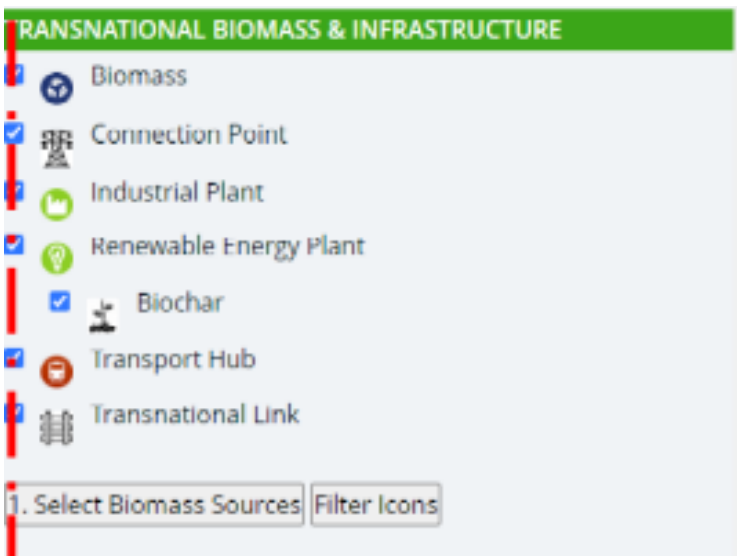 TRANSNATIONAL BIOMASS & INFRASTRUCTURE
Biomass
Connection Point
Industrial Plant
Renewable Energy Plant
Biochar
Transport Hub
Transnational Link
1. Select Biomass Sources Filter Icons